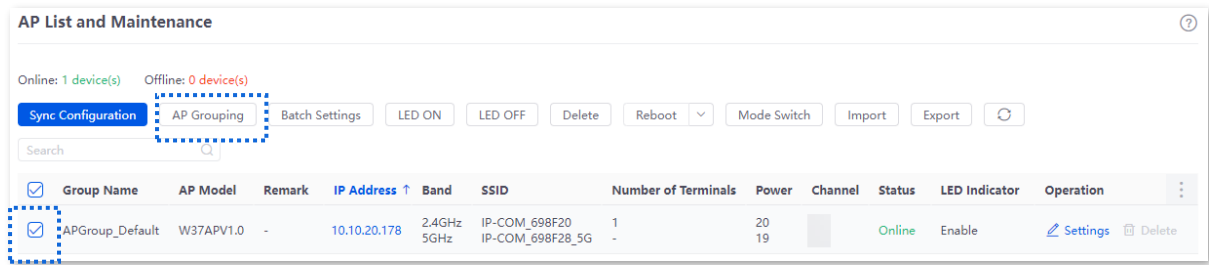 AP List and Maintenance
Online: 1 device(s) Offline: 0 device(s)
Sync Configuration AP Grouping Batch Settings LED ON LED OFF Delete Reboot Mode Switch Import Export
Search
Group Name AP Model Remark IP Address ↑ Band SSID Number of Terminals Power Channel Status LED Indicator Operation
APGroup_Default W37APV1.0 - 10.10.20.178 2.4GHz IP-COM_698F20 1 20 Online Enable Settings Delete
5GHz IP-COM_698F28_5G - 19